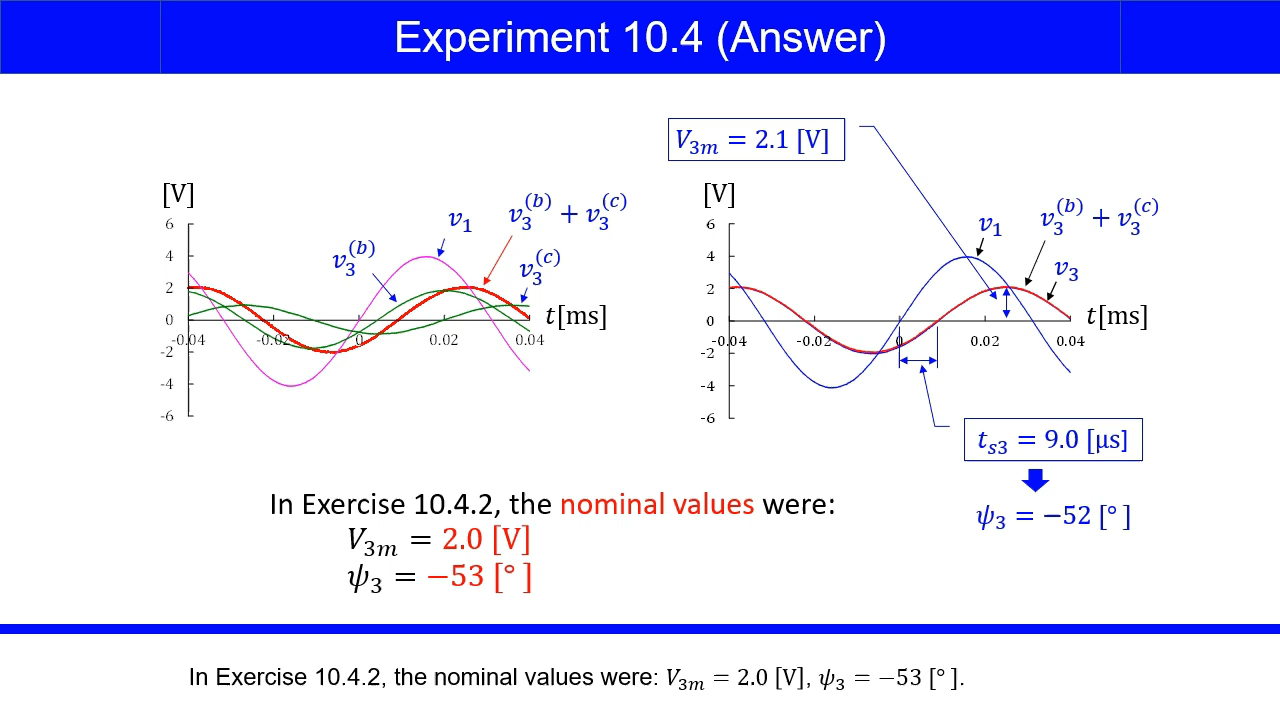 Experiment 10.4 (Answer)
V₃ₘ = 2.1 [V]
[V]
v₃⁽ᵇ⁾
v₁
v₃⁽ᵇ⁾ + v₃⁽ᶜ⁾
v₃⁽ᶜ⁾
6
4
2
0
-2
-4
-6
-0.04
-0.02
0
0.02
0.04
t[ms]
[V]
v₁
v₃⁽ᵇ⁾ + v₃⁽ᶜ⁾
v₃
6
4
2
0
-2
-4
-6
-0.04
-0.02
0
0.02
0.04
t[ms]
tₛ₃ = 9.0 [µs]
ψ₃ = −52 [°]
In Exercise 10.4.2, the nominal values were:
V₃ₘ = 2.0 [V]
ψ₃ = −53 [°]
In Exercise 10.4.2, the nominal values were: V₃ₘ = 2.0 [V], ψ₃ = −53 [°].